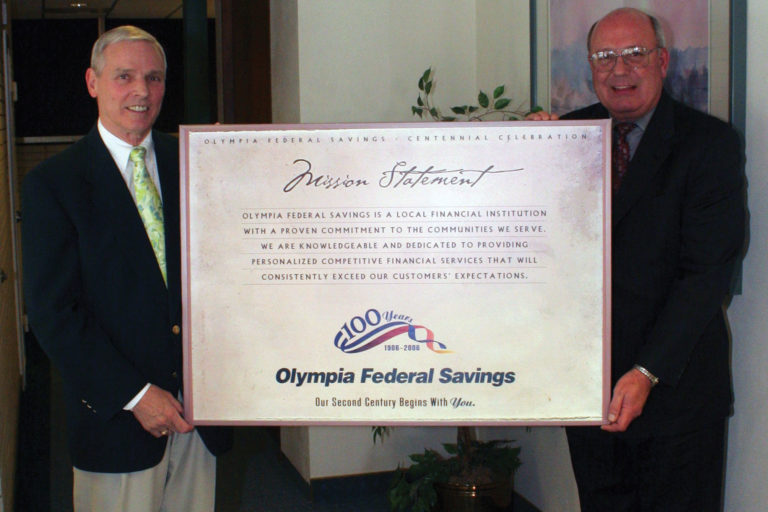 OLYMPIA FEDERAL SAVINGS · CENTENNIAL CELEBRATION
Mission Statement
OLYMPIA FEDERAL SAVINGS IS A LOCAL FINANCIAL INSTITUTION
WITH A PROVEN COMMITMENT TO THE COMMUNITIES WE SERVE.
WE ARE KNOWLEDGEABLE AND DEDICATED TO PROVIDING
PERSONALIZED COMPETITIVE FINANCIAL SERVICES THAT WILL
CONSISTENTLY EXCEED OUR CUSTOMERS' EXPECTATIONS.
100 Years
1906-2006
Olympia Federal Savings
Our Second Century Begins With You.